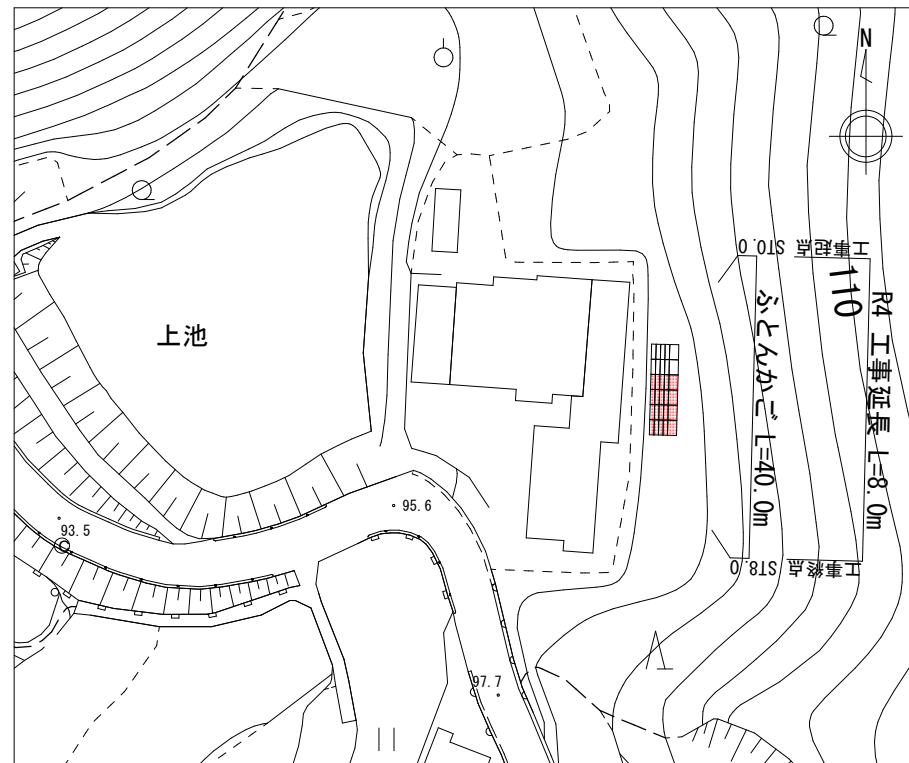 N
工事起点 ST0.0
110
R4 工事延長 L=8.0m
ふとんかご L=40.0m
上池
95.6
93.5
工事終点 ST8.0
97.7